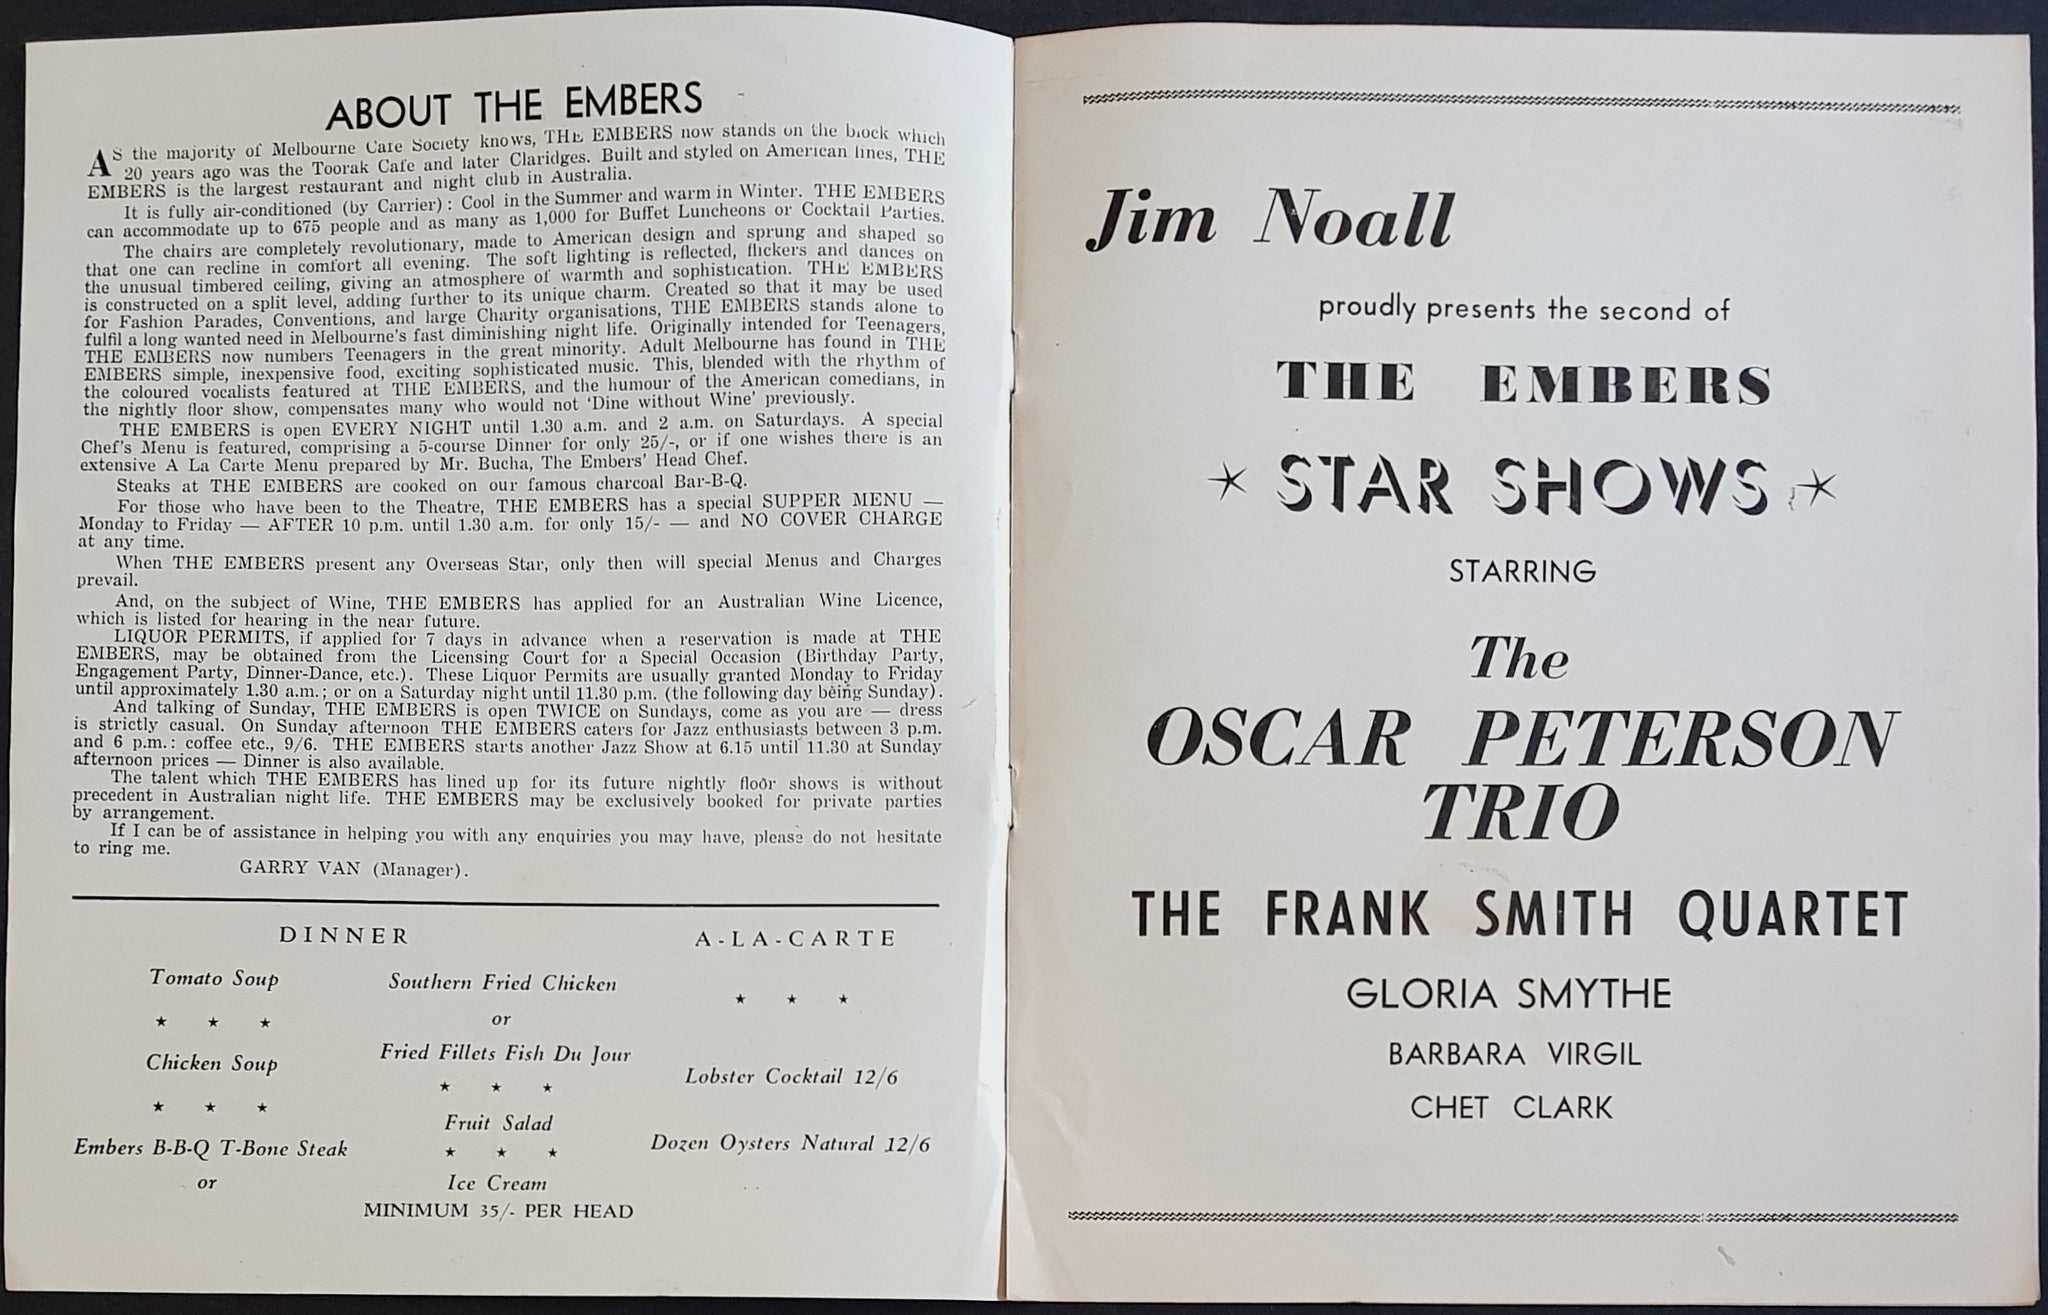 ABOUT THE EMBERS
AS the majority of Melbourne Cafe Society knows, THE EMBERS now stands on the block which
20 years ago was the Toorak Cafe and later Claridges. Built and styled on American lines, THE
EMBERS is the largest restaurant and night club in Australia.
It is fully air-conditioned (by Carrier) : Cool in the Summer and warm in Winter. THE EMBERS
can accommodate up to 675 people and as many as 1,000 for Buffet Luncheons or Cocktail Parties.
The chairs are completely revolutionary, made to American design and sprung and shaped so
that one can recline in comfort all evening. The soft lighting is reflected, flickers and dances on
the unusual timbered ceiling, giving an atmosphere of warmth and sophistication. THE EMBERS
is constructed on a split level, adding further to its unique charm. Created so that it may be used
for Fashion Parades, Conventions, and large Charity organisations, THE EMBERS stands alone to
fulfil a long wanted need in Melbourne's fast diminishing night life. Originally intended for Teenagers,
THE EMBERS now numbers Teenagers in the great minority. Adult Melbourne has found in THE
EMBERS simple, inexpensive food, exciting sophisticated music. This, blended with the rhythm of
the coloured vocalists featured at THE EMBERS, and the humour of the American comedians, in
the nightly floor show, compensates many who would not 'Dine without Wine' previously.
THE EMBERS is open EVERY NIGHT until 1.30 a.m. and 2 a.m. on Saturdays. A special
Chef's Menu is featured, comprising a 5-course Dinner for only 25/-, or if one wishes there is an
extensive A La Carte Menu prepared by Mr. Bucha, The Embers' Head Chef.
Steaks at THE EMBERS are cooked on our famous charcoal Bar-B-Q.
For those who have been to the Theatre, THE EMBERS has a special SUPPER MENU —
Monday to Friday — AFTER 10 p.m. until 1.30 a.m. for only 15/- — and NO COVER CHARGE
at any time.
When THE EMBERS present any Overseas Star, only then will special Menus and Charges
prevail.
And, on the subject of Wine, THE EMBERS has applied for an Australian Wine Licence,
which is listed for hearing in the near future.
LIQUOR PERMITS, if applied for 7 days in advance when a reservation is made at THE
EMBERS, may be obtained from the Licensing Court for a Special Occasion (Birthday Party,
Engagement Party, Dinner-Dance, etc.). These Liquor Permits are usually granted Monday to Friday
until approximately 1.30 a.m.; or on a Saturday night until 11.30 p.m. (the following day being Sunday).
And talking of Sunday, THE EMBERS is open TWICE on Sundays, come as you are — dress
is strictly casual. On Sunday afternoon THE EMBERS caters for Jazz enthusiasts between 3 p.m.
and 6 p.m.: coffee etc., 9/6. THE EMBERS starts another Jazz Show at 6.15 until 11.30 at Sunday
afternoon prices — Dinner is also available.
The talent which THE EMBERS has lined up for its future nightly floor shows is without
precedent in Australian night life. THE EMBERS may be exclusively booked for private parties
by arrangement.
If I can be of assistance in helping you with any enquiries you may have, please do not hesitate
to ring me.
GARRY VAN (Manager).
DINNER
Tomato Soup
★ ★ ★
Chicken Soup
★ ★ ★
Embers B-B-Q T-Bone Steak
or
Southern Fried Chicken
or
Fried Fillets Fish Du Jour
★ ★ ★
Fruit Salad
★ ★ ★
Ice Cream
MINIMUM 35/- PER HEAD
A-LA-CARTE
★ ★ ★
Lobster Cocktail 12/6
Dozen Oysters Natural 12/6
Jim Noall
proudly presents the second of
THE EMBERS
★ STAR SHOWS ★
STARRING
The
OSCAR PETERSON
TRIO
THE FRANK SMITH QUARTET
GLORIA SMYTHE
BARBARA VIRGIL
CHET CLARK